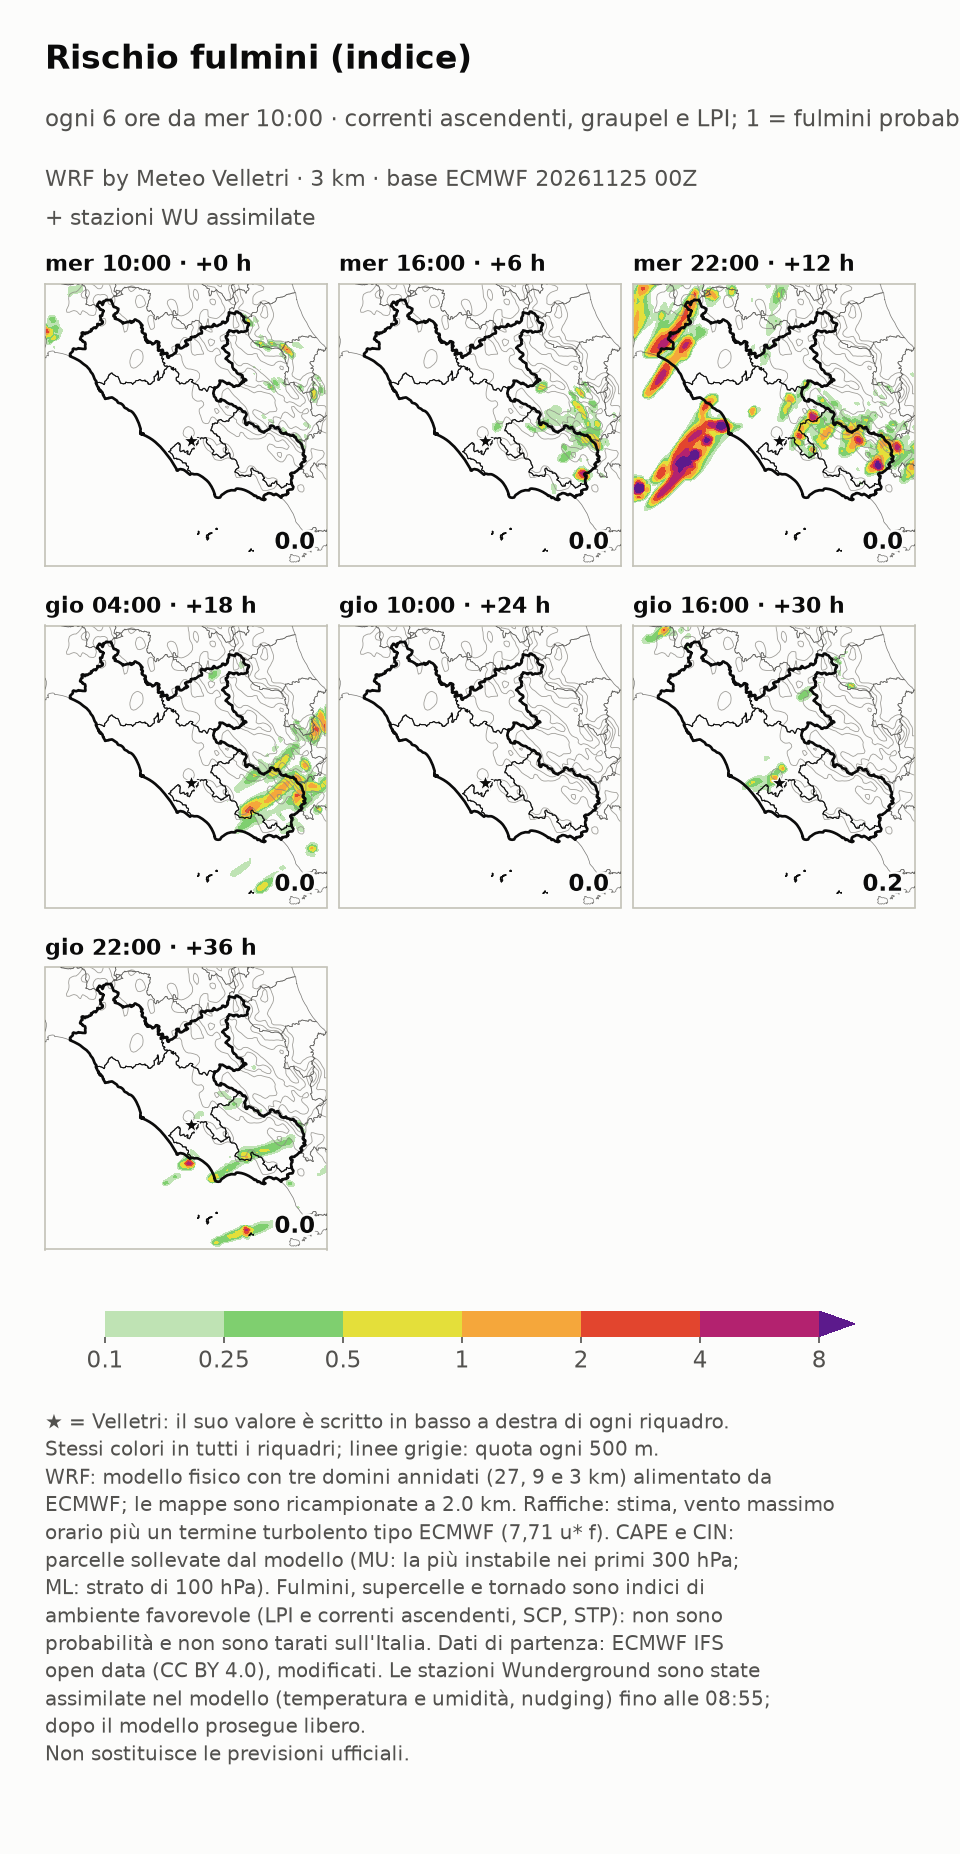 Rischio fulmini (indice)
ogni 6 ore da mer 10:00 · correnti ascendenti, graupel e LPI; 1 = fulmini probab
WRF by Meteo Velletri · 3 km · base ECMWF 20261125 00Z
+ stazioni WU assimilate
mer 10:00 · +0 h
mer 16:00 · +6 h
mer 22:00 · +12 h
0.0
0.0
0.0
gio 04:00 · +18 h
gio 10:00 · +24 h
gio 16:00 · +30 h
0.0
0.0
0.2
gio 22:00 · +36 h
0.0
0.1 0.25 0.5 1 2 4 8
★ = Velletri: il suo valore è scritto in basso a destra di ogni riquadro.
Stessi colori in tutti i riquadri; linee grigie: quota ogni 500 m.
WRF: modello fisico con tre domini annidati (27, 9 e 3 km) alimentato da
ECMWF; le mappe sono ricampionate a 2.0 km. Raffiche: stima, vento massimo
orario più un termine turbolento tipo ECMWF (7,71 u* f). CAPE e CIN:
parcelle sollevate dal modello (MU: la più instabile nei primi 300 hPa;
ML: strato di 100 hPa). Fulmini, supercelle e tornado sono indici di
ambiente favorevole (LPI e correnti ascendenti, SCP, STP): non sono
probabilità e non sono tarati sull'Italia. Dati di partenza: ECMWF IFS
open data (CC BY 4.0), modificati. Le stazioni Wunderground sono state
assimilate nel modello (temperatura e umidità, nudging) fino alle 08:55;
dopo il modello prosegue libero.
Non sostituisce le previsioni ufficiali.